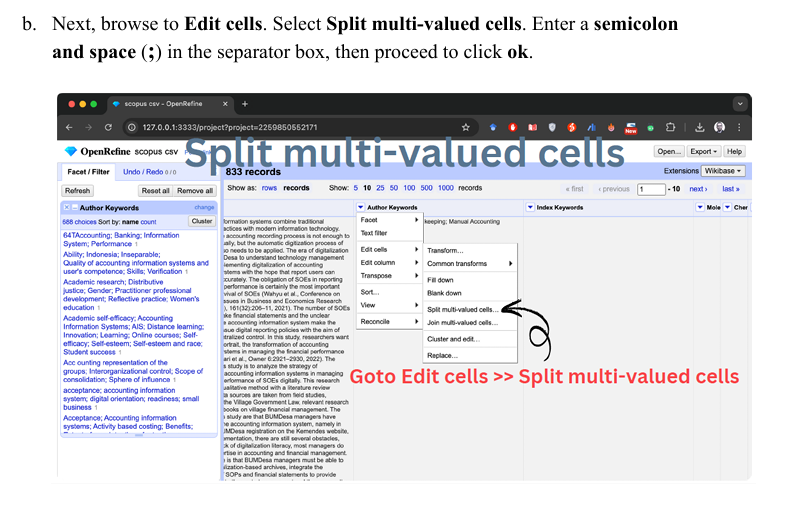 b. Next, browse to Edit cells. Select Split multi-valued cells. Enter a semicolon
and space (;) in the separator box, then proceed to click ok.
scopus csv - OpenRefine
127.0.0.1:3333/project?project=2259850552171
New
OpenRefine scopus csv
Split multi-valued cells
Open... Export Help
Facet / Filter Undo / Redo 0 / 0
833 records
Extensions Wikibase
Refresh Reset all Remove all
Show as: rows records Show: 5 10 25 50 100 500 1000 records
« first ‹ previous 1 - 10 next › last »
Author Keywords change
688 choices Sort by: name count Cluster
64TAccounting; Banking; Information
System; Performance 1
Ability; Indonesia; Inseparable;
Quality of accounting information systems and
user's competence; Skills; Verification 1
Academic research; Distributive
justice; Gender; Practitioner professional
development; Reflective practice; Women's
education 1
Academic self-efficacy; Accounting
Information Systems; AIS; Distance learning;
Innovation; Learning; Online courses; Self-
efficacy; Self-esteem; Self-esteem and race;
Student success 1
Acc ounting representation of the
groups; Interorganizational control; Scope of
consolidation; Sphere of influence 1
acceptance; accounting information
system; digital orientation; readiness; small
business 1
Acceptance; Accounting information
systems; Activity based costing; Benefits;
formation systems combine traditional
actices with modern information technology.
accounting recording process is not enough to
ually, but the automatic digitization of process
o needs to be applied. The era of digitalization
Desa to understand technology management
lementing digitalization of accounting
stems with the hope that report users can
curately. The obligation of SOEs in reporting
performance is certainly the most important
vival of SOEs (Wahyu et al., Conference on
ssues in Business and Economics Research
), 161(32):206–11, 2021). The number of SOEs
ke financial statements and the unclear
accounting information system make the
sue digital reporting policies with the aim of
tralized control. In this study, researchers want
ortrait, the transformation of accounting
stems in managing the financial performance
ari et al., Owner 6:2921–2930, 2022). The
s study is to analyze the strategy of
accounting information systems in managing
erformance of SOEs digitally. This research
ualitative method with a literature review
a sources are taken from field studies,
the Village Government Law, relevant research
books on village financial management. The
study are that BUMDesa managers have
e accounting information system, namely in
MDesa registration on the Kemendes website,
mentation, there are still several obstacles,
k of digitalization literacy, most managers do
rtise in accounting and financial management.
is that BUMDesa managers must be able to
lization-based archives, integrate the
SOPs and financial statements to provide
Author Keywords Index Keywords Mole Cher
keeping; Manual Accounting
Facet
Text filter
Edit cells
Edit column
Transpose
Sort...
View
Reconcile
Transform...
Common transforms
Fill down
Blank down
Split multi-valued cells...
Join multi-valued cells...
Cluster and edit...
Replace...
Goto Edit cells >> Split multi-valued cells